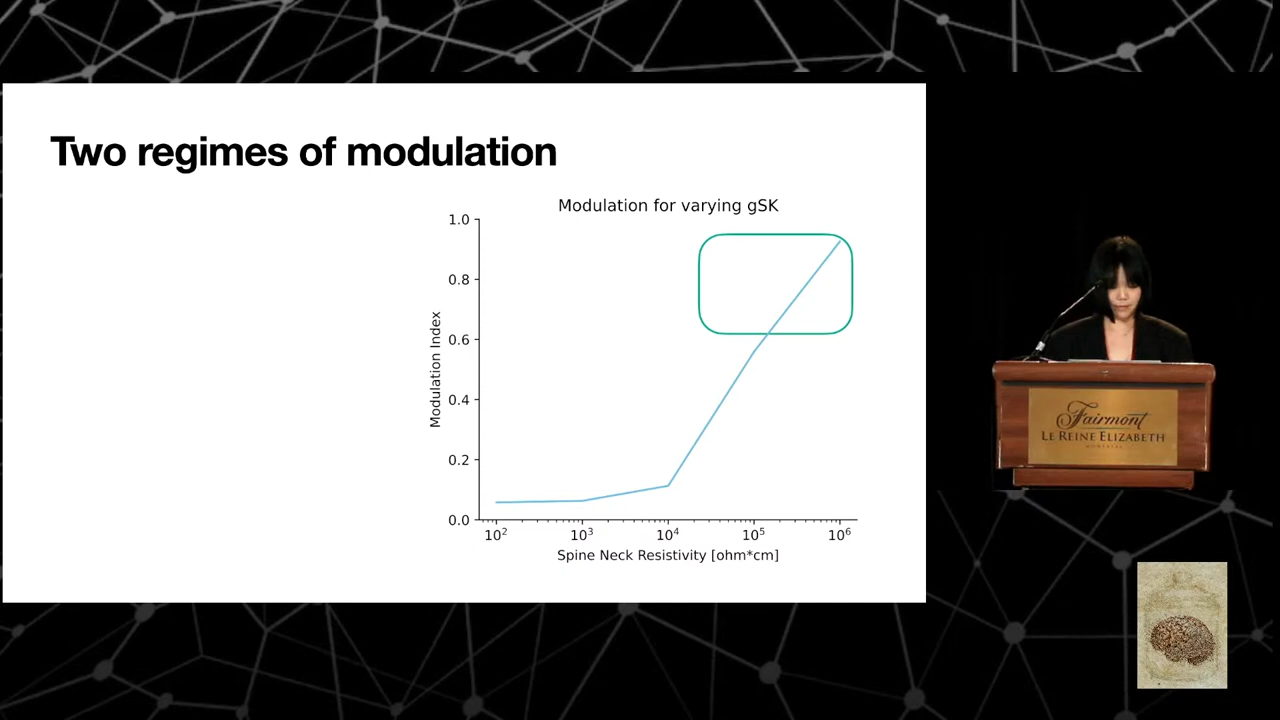 Two regimes of modulation
Modulation for varying gSK
1.0
0.8
0.6
0.4
0.2
0.0
Modulation Index
10² 10³ 10⁴ 10⁵ 10⁶
Spine Neck Resistivity [ohm*cm]
Fairmont
LE REINE ELIZABETH